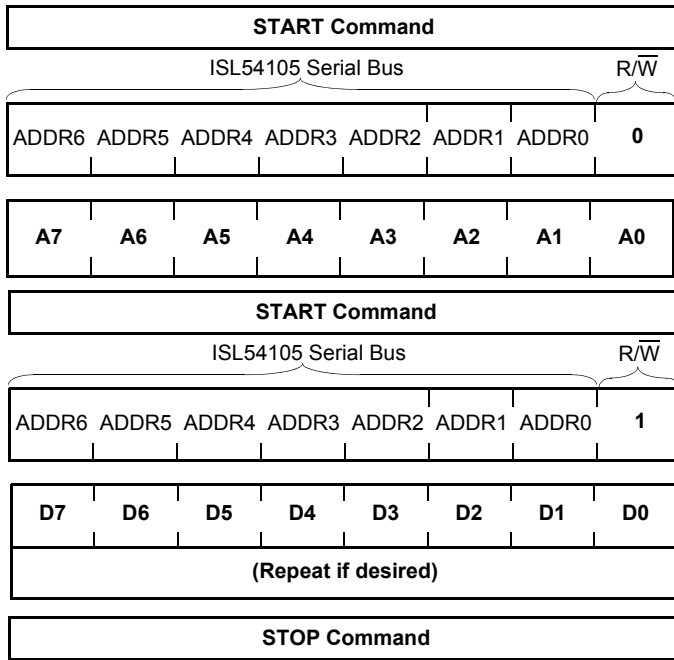 START Command
ISL54105 Serial Bus R/W̅
ADDR6 ADDR5 ADDR4 ADDR3 ADDR2 ADDR1 ADDR0 0
A7 A6 A5 A4 A3 A2 A1 A0
START Command
ISL54105 Serial Bus R/W̅
ADDR6 ADDR5 ADDR4 ADDR3 ADDR2 ADDR1 ADDR0 1
D7 D6 D5 D4 D3 D2 D1 D0
(Repeat if desired)
STOP Command